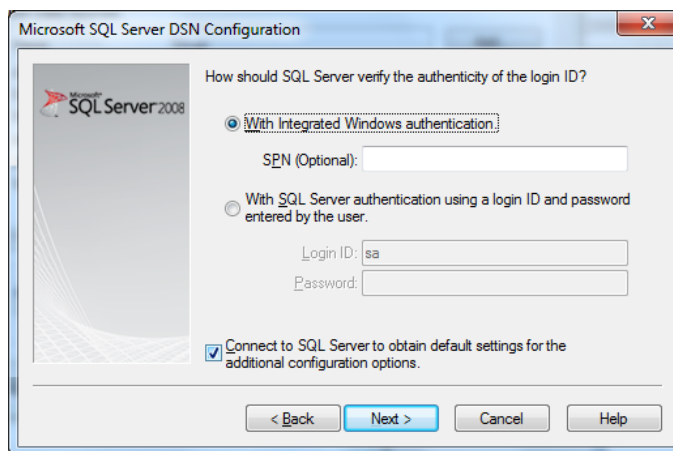 Microsoft SQL Server DSN Configuration
Microsoft®
SQL Server 2008
How should SQL Server verify the authenticity of the login ID?
With Integrated Windows authentication.
SPN (Optional):
With SQL Server authentication using a login ID and password
entered by the user.
Login ID: sa
Password:
Connect to SQL Server to obtain default settings for the
additional configuration options.
< Back Next > Cancel Help